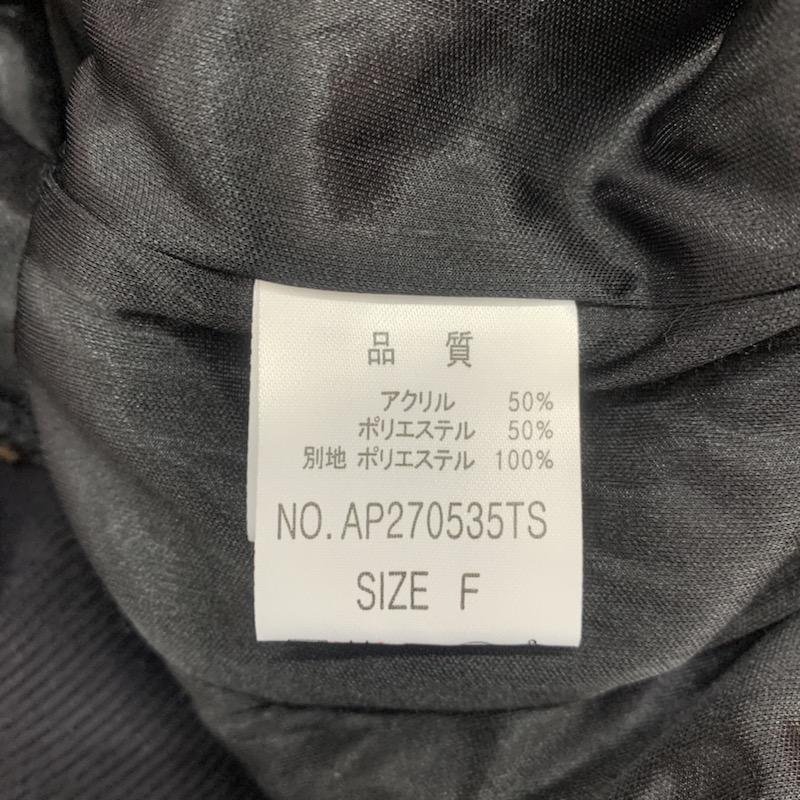 品 質
アクリル 50%
ポリエステル 50%
別地 ポリエステル 100%
NO. AP270535TS
SIZE F